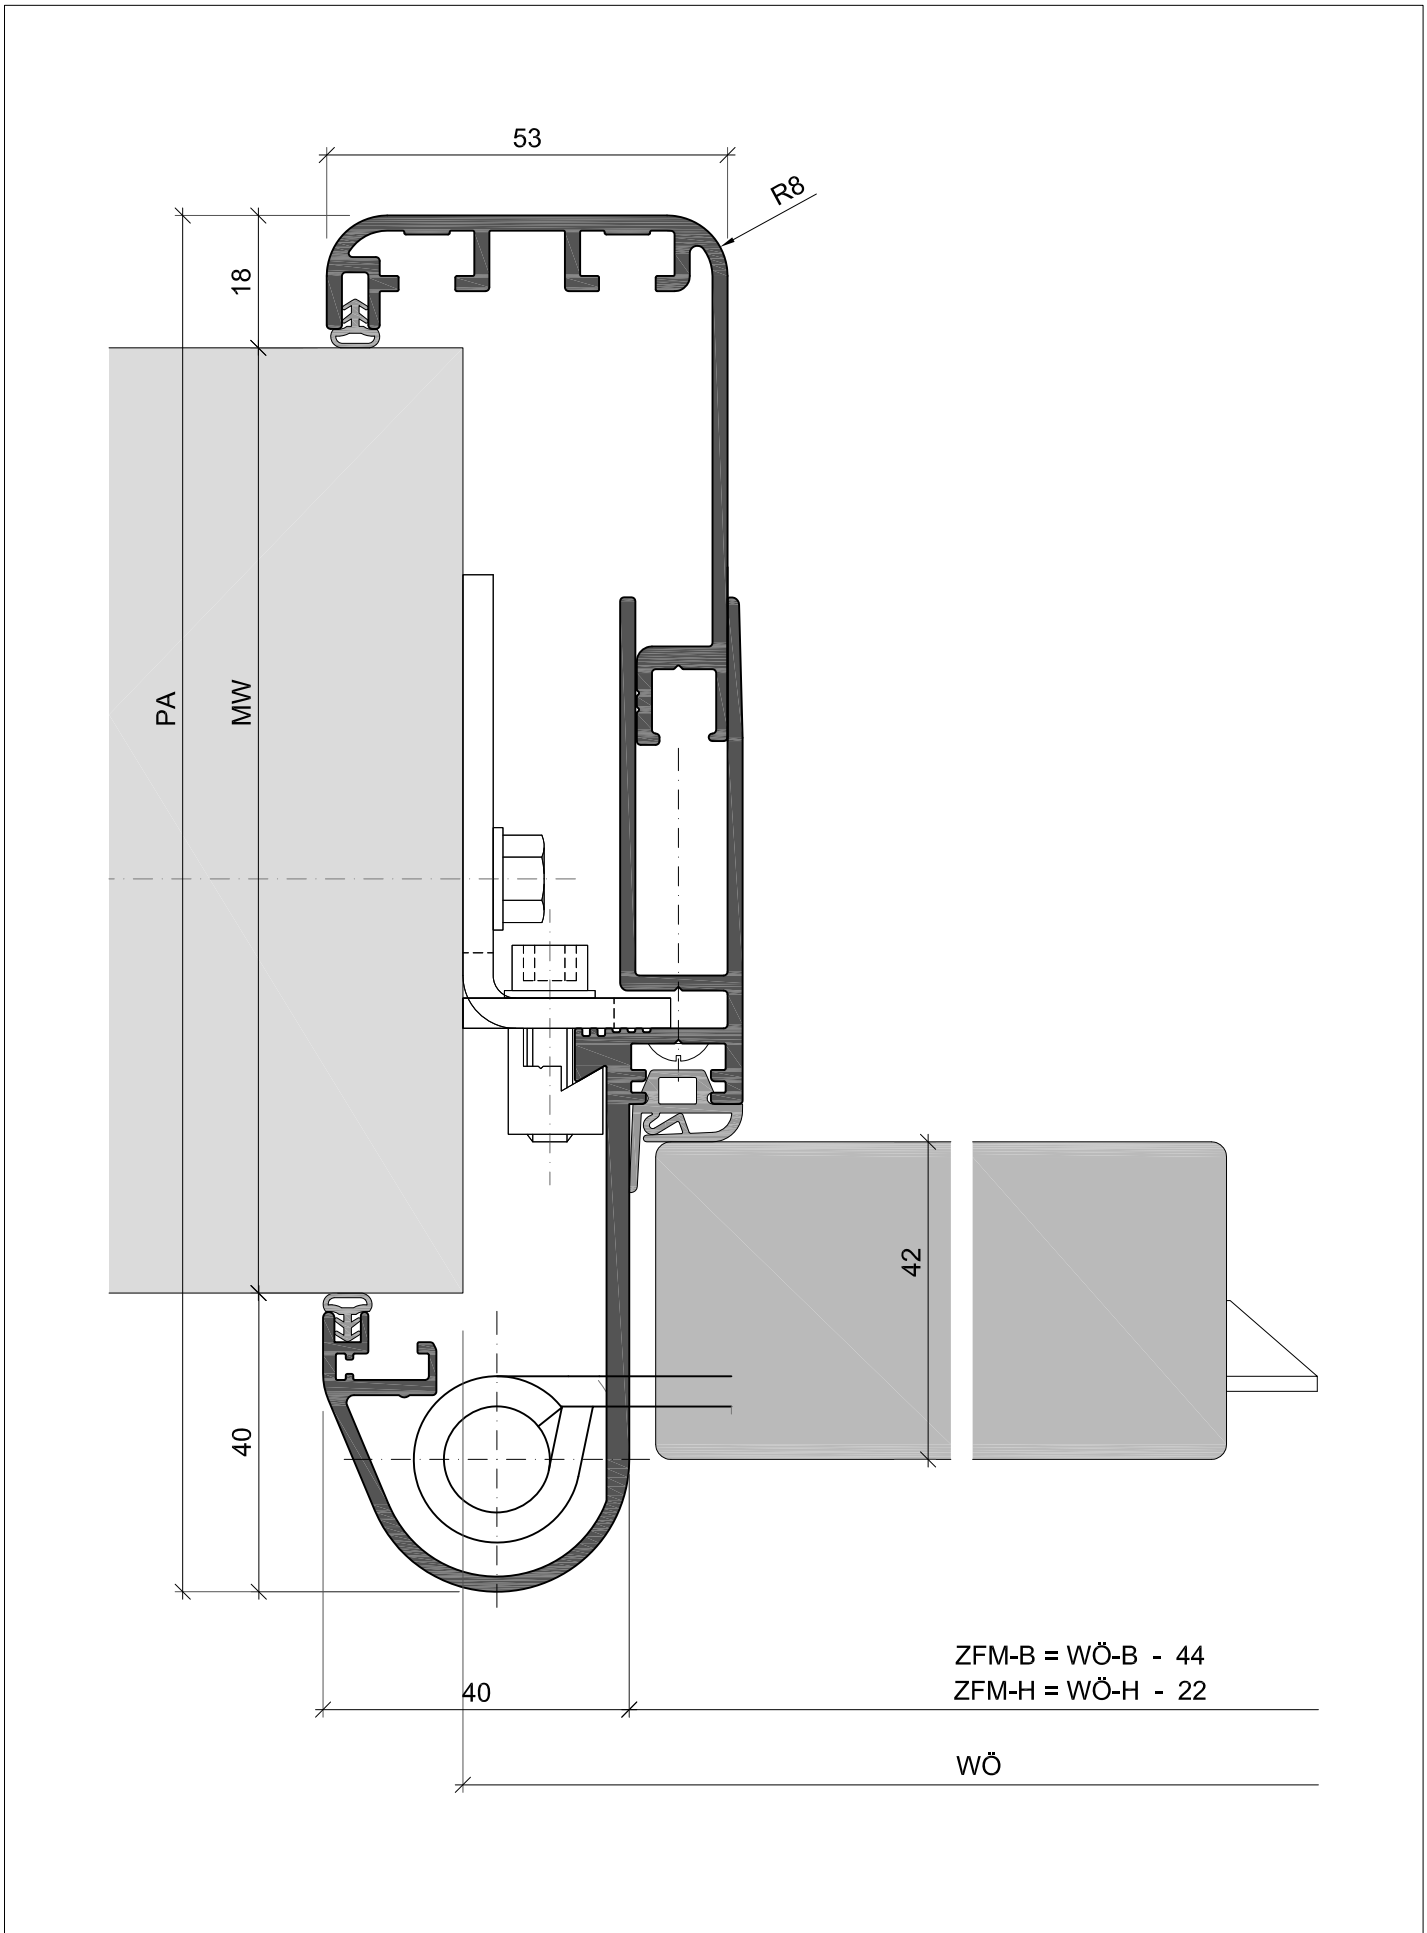 53
R8
18
PA
MW
42
40
ZFM-B = WÖ-B - 44
ZFM-H = WÖ-H - 22
40
WÖ